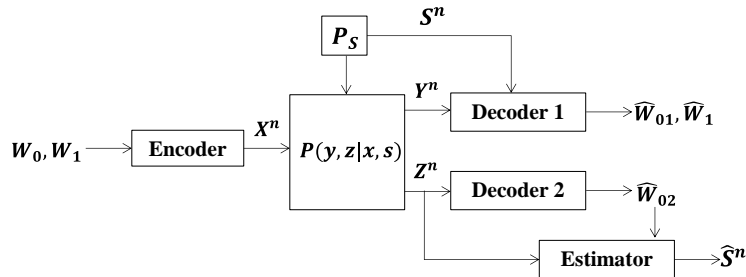 P_S
S^n
W_0, W_1
Encoder
X^n
P(y, z|x, s)
Y^n
Decoder 1
Ŵ_01, Ŵ_1
Z^n
Decoder 2
Ŵ_02
Estimator
Ŝ^n